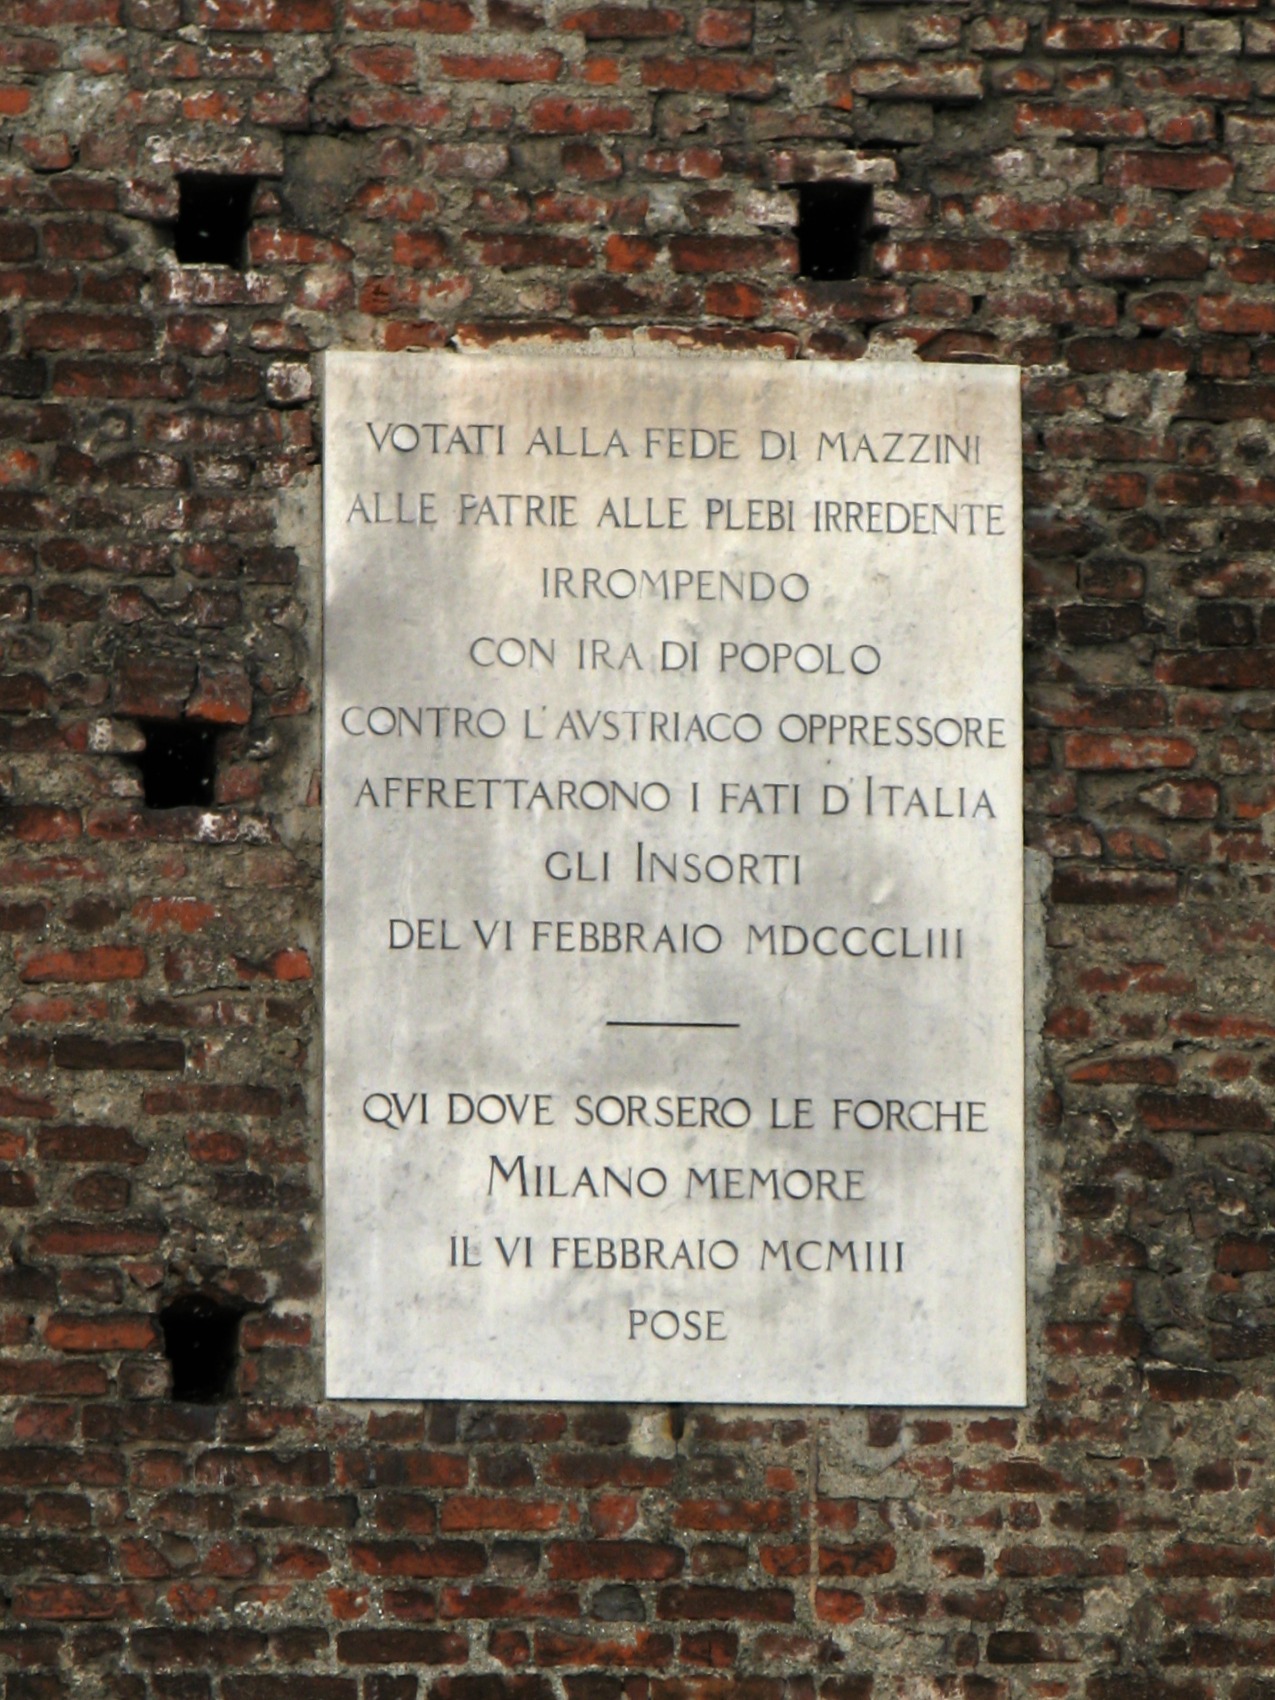 VOTATI ALLA FEDE DI MAZZINI
ALLE PATRIE ALLE PLEBI IRREDENTE
IRROMPENDO
CON IRA DI POPOLO
CONTRO L'AVSTRIACO OPPRESSORE
AFFRETTARONO I FATI D'ITALIA
GLI INSORTI
DEL VI FEBBRAIO MDCCCLIII
QVI DOVE SORSERO LE FORCHE
MILANO MEMORE
IL VI FEBBRAIO MCMIII
POSE